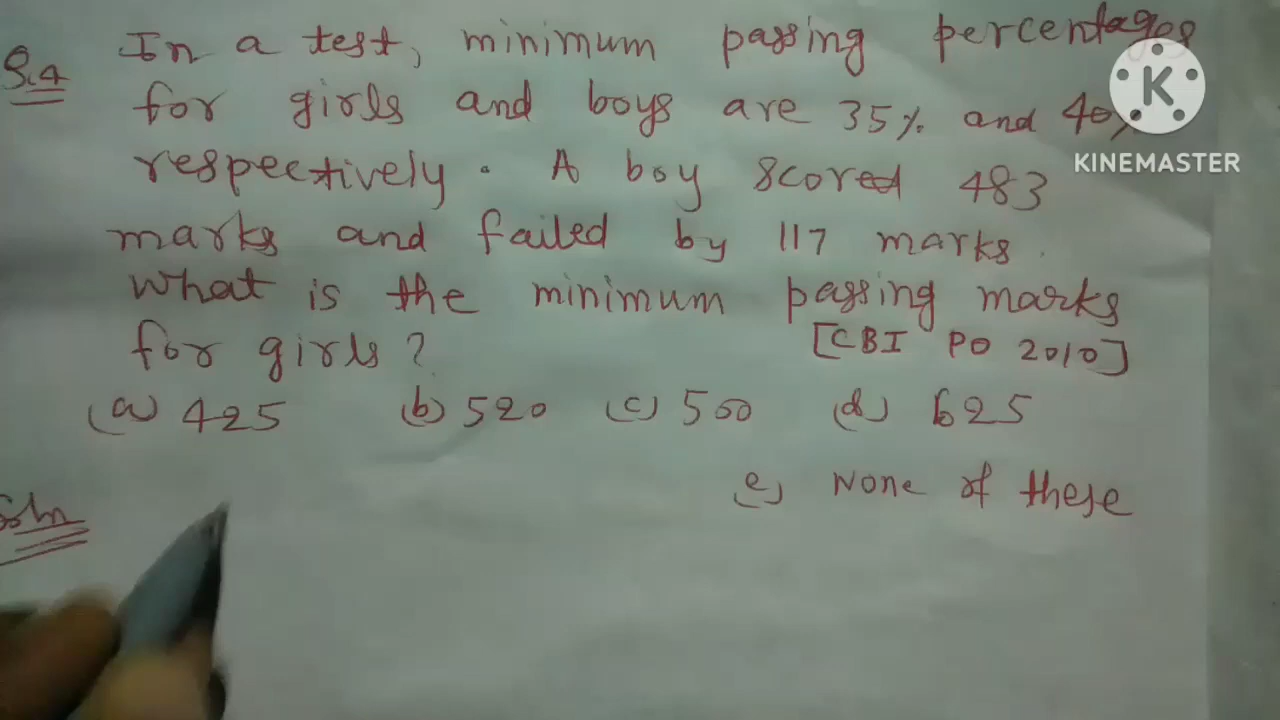 Q.4 In a test, minimum passing percentages
for girls and boys are 35% and 40%
respectively. A boy scored 483
marks and failed by 117 marks.
What is the minimum passing marks
for girls?
[CBI PO 2010]
(a) 425 (b) 520 (c) 500 (d) 625
(e) None of these
Soln
K
KINEMASTER